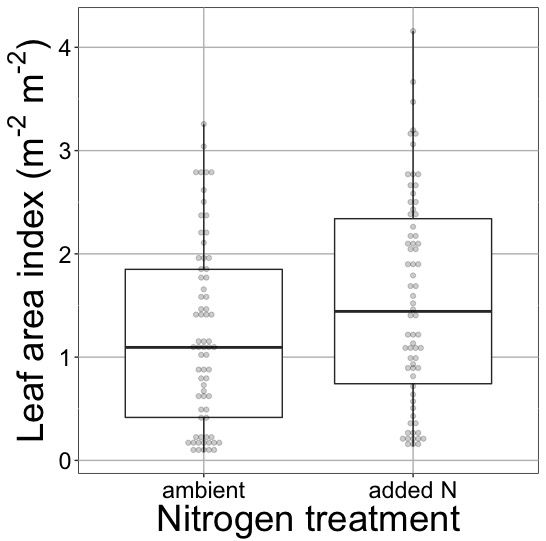 Leaf area index (m⁻² m⁻²)
4
3
2
1
0
ambient added N
Nitrogen treatment